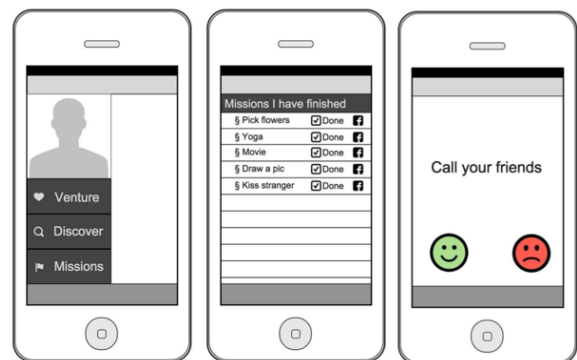 Venture
Discover
Missions
Missions I have finished
§ Pick flowers Done
§ Yoga Done
§ Movie Done
§ Draw a pic Done
§ Kiss stranger Done
Call your friends